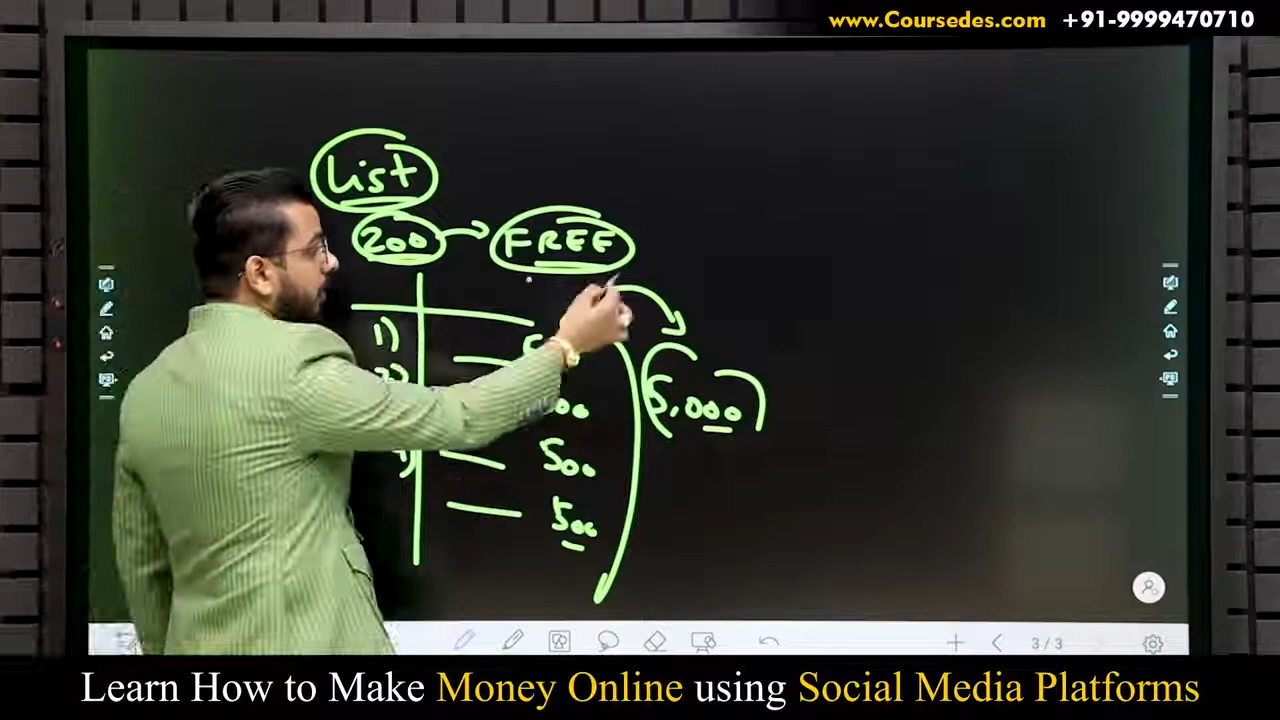 www.Coursedes.com +91-9999470710
List
200 → FREE
1)
2)
5,000
500
500
3/3
Learn How to Make Money Online using Social Media Platforms